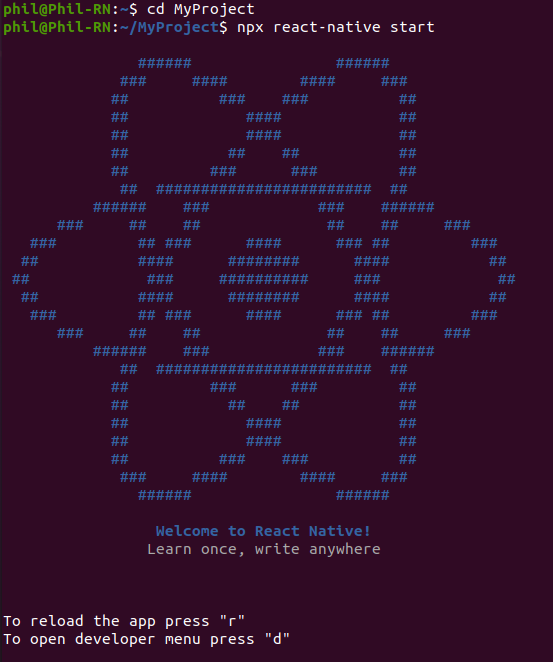 phil@Phil-RN:~$ cd MyProject
phil@Phil-RN:~/MyProject$ npx react-native start
               ######                ######
             ###     ####        ####     ###
            ##          ###    ###          ##
            ##             ####             ##
            ##             ####             ##
            ##           ##    ##           ##
            ##         ###      ###         ##
             ##  ########################  ##
          ######    ###            ###    ######
      ###     ##    ##              ##    ##     ###
   ###         ## ###      ####      ### ##         ###
  ##           ####      ########      ####           ##
 ##             ###     ##########     ###             ##
  ##           ####      ########      ####           ##
   ###         ## ###      ####      ### ##         ###
      ###     ##    ##              ##    ##     ###
          ######    ###            ###    ######
             ##  ########################  ##
            ##         ###      ###         ##
            ##           ##    ##           ##
            ##             ####             ##
            ##             ####             ##
            ##          ###    ###          ##
             ###     ####        ####     ###
               ######                ######
Welcome to React Native!
Learn once, write anywhere
To reload the app press "r"
To open developer menu press "d"